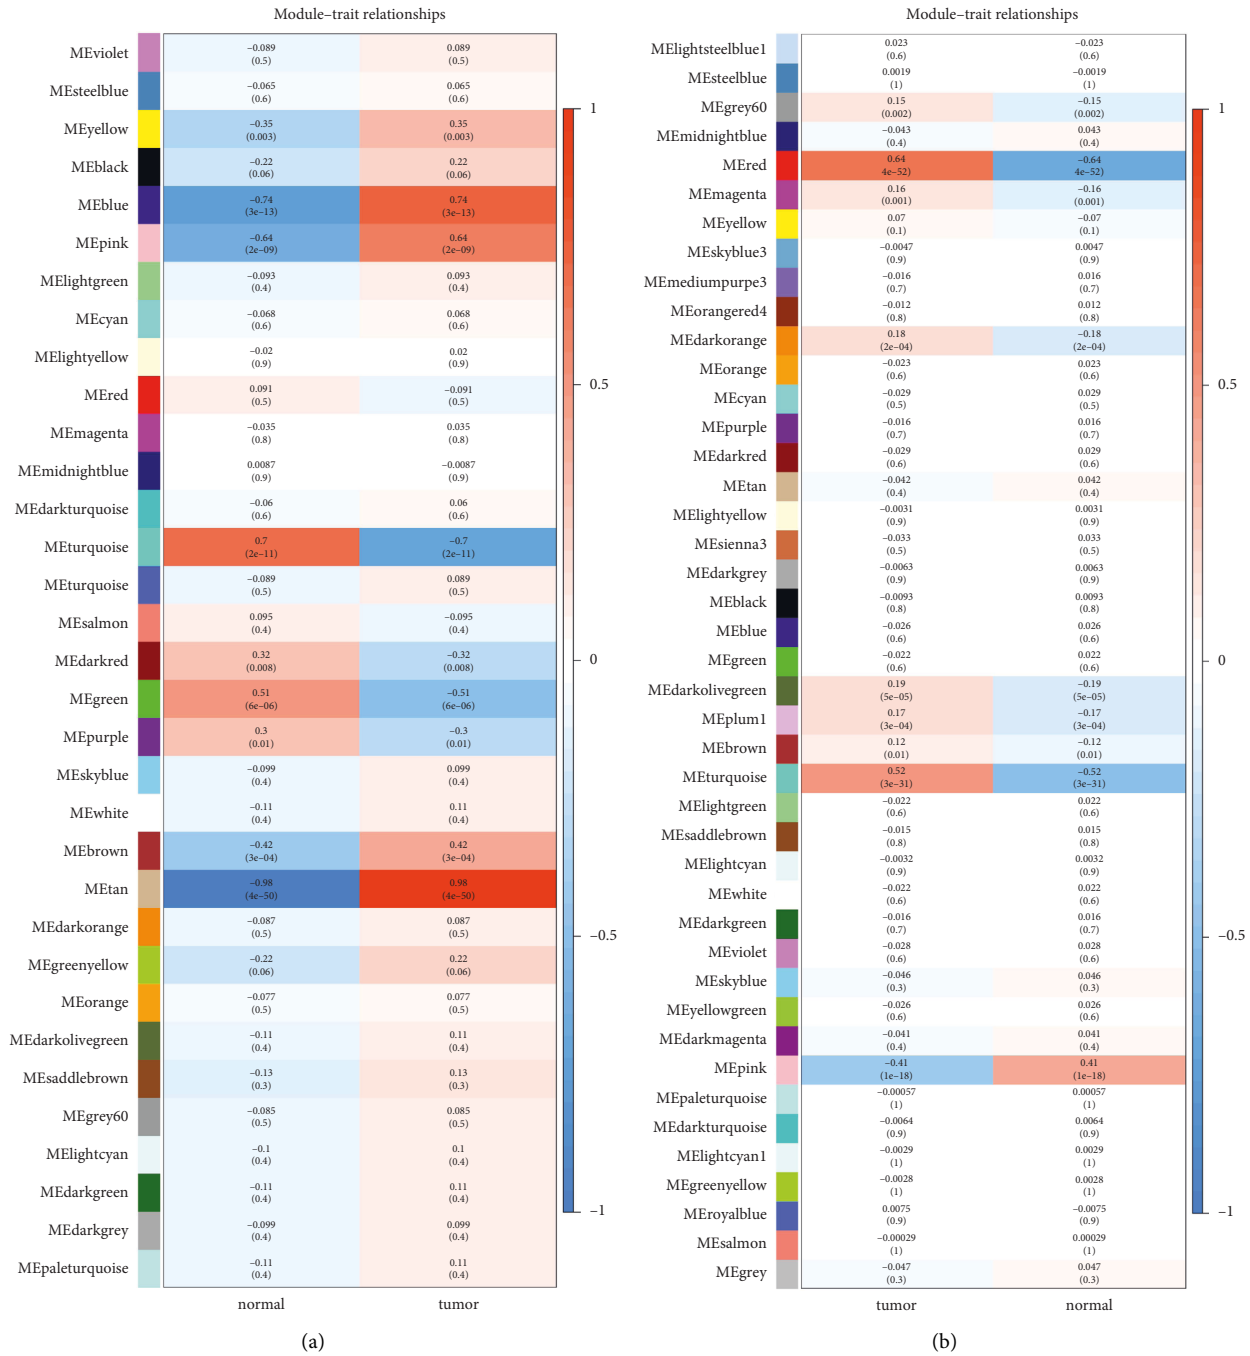 Module–trait relationships
MEviolet –0.089 0.089
(0.5) (0.5)
MEsteelblue –0.065 0.065
(0.6) (0.6)
MEyellow –0.35 0.35
(0.003) (0.003)
MEblack –0.22 0.22
(0.06) (0.06)
MEblue –0.74 0.74
(3e–13) (3e–13)
MEpink –0.64 0.64
(2e–09) (2e–09)
MElightgreen –0.093 0.093
(0.4) (0.4)
MEcyan –0.068 0.068
(0.6) (0.6)
MElightyellow –0.02 0.02
(0.9) (0.9)
MEred 0.091 –0.091
(0.5) (0.5)
MEmagenta –0.035 0.035
(0.8) (0.8)
MEmidnightblue 0.0087 –0.0087
(0.9) (0.9)
MEdarkturquoise –0.06 0.06
(0.6) (0.6)
MEturquoise 0.7 –0.7
(2e–11) (2e–11)
MEturquoise –0.089 0.089
(0.5) (0.5)
MEsalmon 0.095 –0.095
(0.4) (0.4)
MEdarkred 0.32 –0.32
(0.008) (0.008)
MEgreen 0.51 –0.51
(6e–06) (6e–06)
MEpurple 0.3 –0.3
(0.01) (0.01)
MEskyblue –0.099 0.099
(0.4) (0.4)
MEwhite –0.11 0.11
(0.4) (0.4)
MEbrown –0.42 0.42
(3e–04) (3e–04)
MEtan –0.98 0.98
(4e–50) (4e–50)
MEdarkorange –0.087 0.087
(0.5) (0.5)
MEgreenyellow –0.22 0.22
(0.06) (0.06)
MEorange –0.077 0.077
(0.5) (0.5)
MEdarkolivegreen –0.11 0.11
(0.4) (0.4)
MEsaddlebrown –0.13 0.13
(0.3) (0.3)
MEgrey60 –0.085 0.085
(0.5) (0.5)
MElightcyan –0.1 0.1
(0.4) (0.4)
MEdarkgreen –0.11 0.11
(0.4) (0.4)
MEdarkgrey –0.099 0.099
(0.4) (0.4)
MEpaleturquoise –0.11 0.11
(0.4) (0.4)
normal tumor
1
0.5
0
–0.5
–1
(a)
Module–trait relationships
MElightsteelblue1 0.023 –0.023
(0.6) (0.6)
MEsteelblue 0.0019 –0.0019
(1) (1)
MEgrey60 0.15 –0.15
(0.002) (0.002)
MEmidnightblue –0.043 0.043
(0.4) (0.4)
MEred 0.64 –0.64
4e–52) 4e–52)
MEmagenta 0.16 –0.16
(0.001) (0.001)
MEyellow 0.07 –0.07
(0.1) (0.1)
MEskyblue3 –0.0047 0.0047
(0.9) (0.9)
MEmediumpurpe3 –0.016 0.016
(0.7) (0.7)
MEorangered4 –0.012 0.012
(0.8) (0.8)
MEdarkorange 0.18 –0.18
(2e–04) (2e–04)
MEorange –0.023 0.023
(0.6) (0.6)
MEcyan –0.029 0.029
(0.5) (0.5)
MEpurple –0.016 0.016
(0.7) (0.7)
MEdarkred –0.029 0.029
(0.6) (0.6)
MEtan –0.042 0.042
(0.4) (0.4)
MElightyellow –0.0031 0.0031
(0.9) (0.9)
MEsienna3 –0.033 0.033
(0.5) (0.5)
MEdarkgrey –0.0063 0.0063
(0.9) (0.9)
MEblack –0.0093 0.0093
(0.8) (0.8)
MEblue –0.026 0.026
(0.6) (0.6)
MEgreen –0.022 0.022
(0.6) (0.6)
MEdarkolivegreen 0.19 –0.19
(5e–05) (5e–05)
MEplum1 0.17 –0.17
(3e–04) (3e–04)
MEbrown 0.12 –0.12
(0.01) (0.01)
MEturquoise 0.52 –0.52
(3e–31) (3e–31)
MElightgreen –0.022 0.022
(0.6) (0.6)
MEsaddlebrown –0.015 0.015
(0.8) (0.8)
MElightcyan –0.0032 0.0032
(0.9) (0.9)
MEwhite –0.022 0.022
(0.6) (0.6)
MEdarkgreen –0.016 0.016
(0.7) (0.7)
MEviolet –0.028 0.028
(0.6) (0.6)
MEskyblue –0.046 0.046
(0.3) (0.3)
MEyellowgreen –0.026 0.026
(0.6) (0.6)
MEdarkmagenta –0.041 0.041
(0.4) (0.4)
MEpink –0.41 0.41
(1e–18) (1e–18)
MEpaleturquoise –0.00057 0.00057
(1) (1)
MEdarkturquoise –0.0064 0.0064
(0.9) (0.9)
MElightcyan1 –0.0029 0.0029
(1) (1)
MEgreenyellow –0.0028 0.0028
(1) (1)
MEroyalblue 0.0075 –0.0075
(0.9) (0.9)
MEsalmon –0.00029 0.00029
(1) (1)
MEgrey –0.047 0.047
(0.3) (0.3)
tumor normal
1
0.5
0
–0.5
–1
(b)